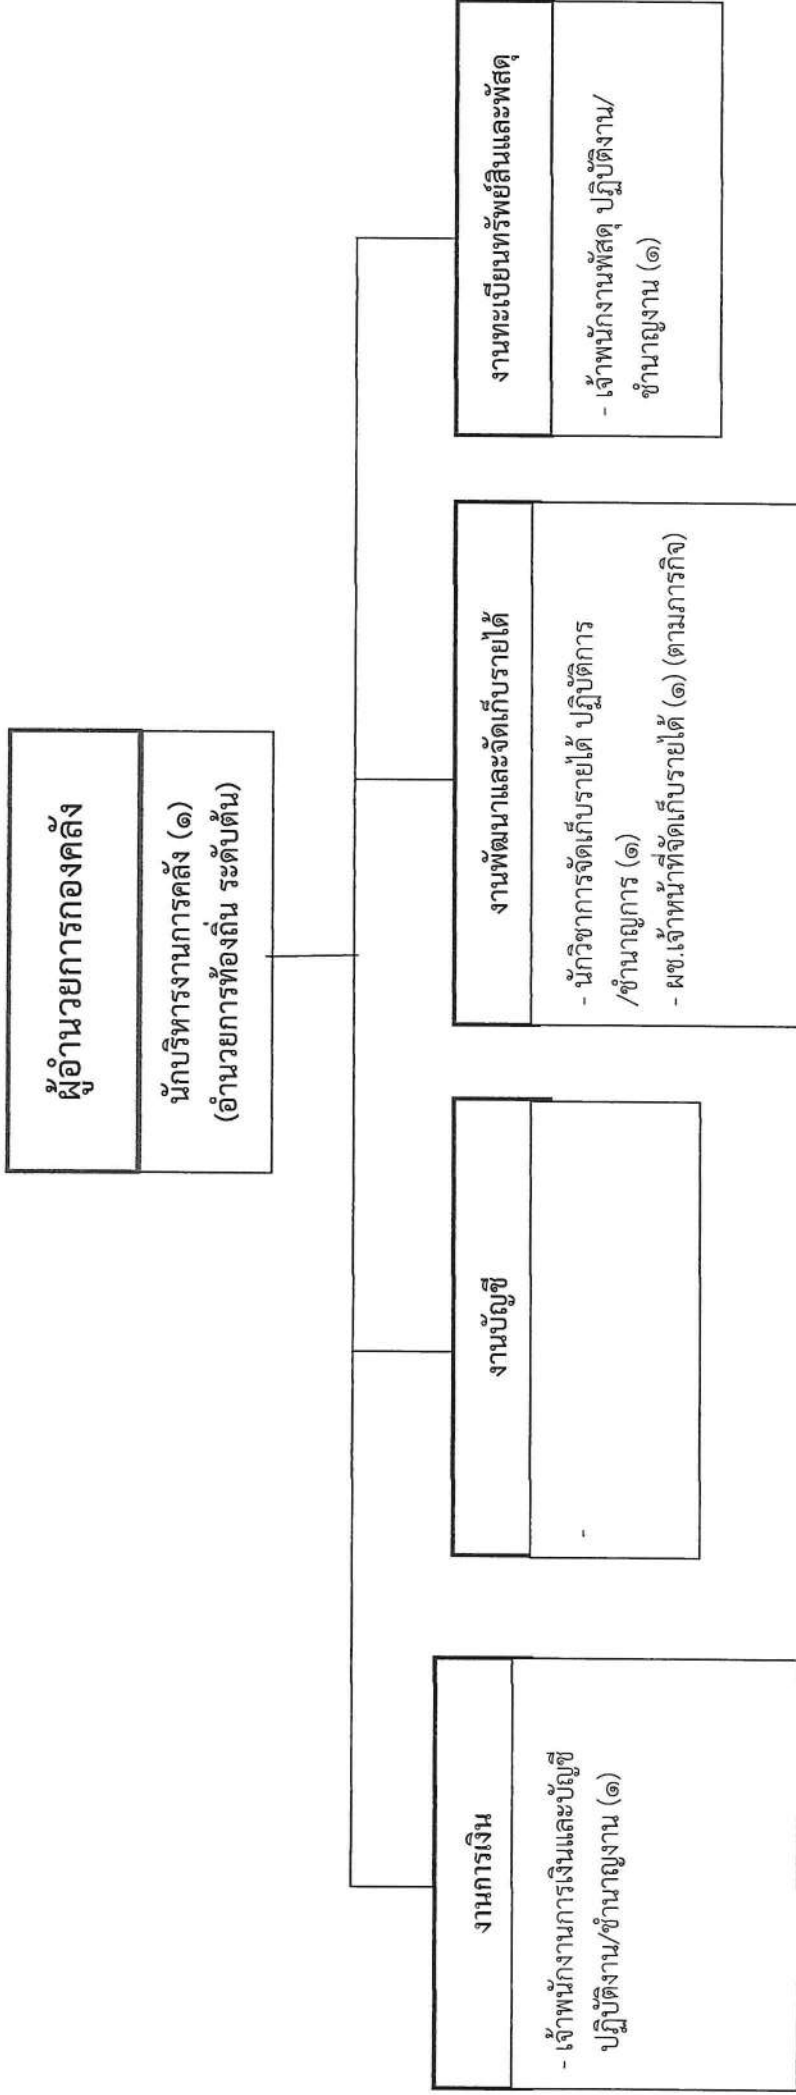 ผู้อำนวยการกองคลัง
นักบริหารงานการคลัง (๑)
(อำนวยการท้องถิ่น ระดับต้น)
งานการเงิน
- เจ้าพนักงานการเงินและบัญชี
ปฏิบัติงาน/ชำนาญงาน (๑)
งานบัญชี
-
งานพัฒนาและจัดเก็บรายได้
- นักวิชาการจัดเก็บรายได้ ปฏิบัติการ
/ชำนาญการ (๑)
- ผช.เจ้าหน้าที่จัดเก็บรายได้ (๑) (ตามภารกิจ)
งานทะเบียนทรัพย์สินและพัสดุ
- เจ้าพนักงานพัสดุ ปฏิบัติงาน/
ชำนาญงาน (๑)